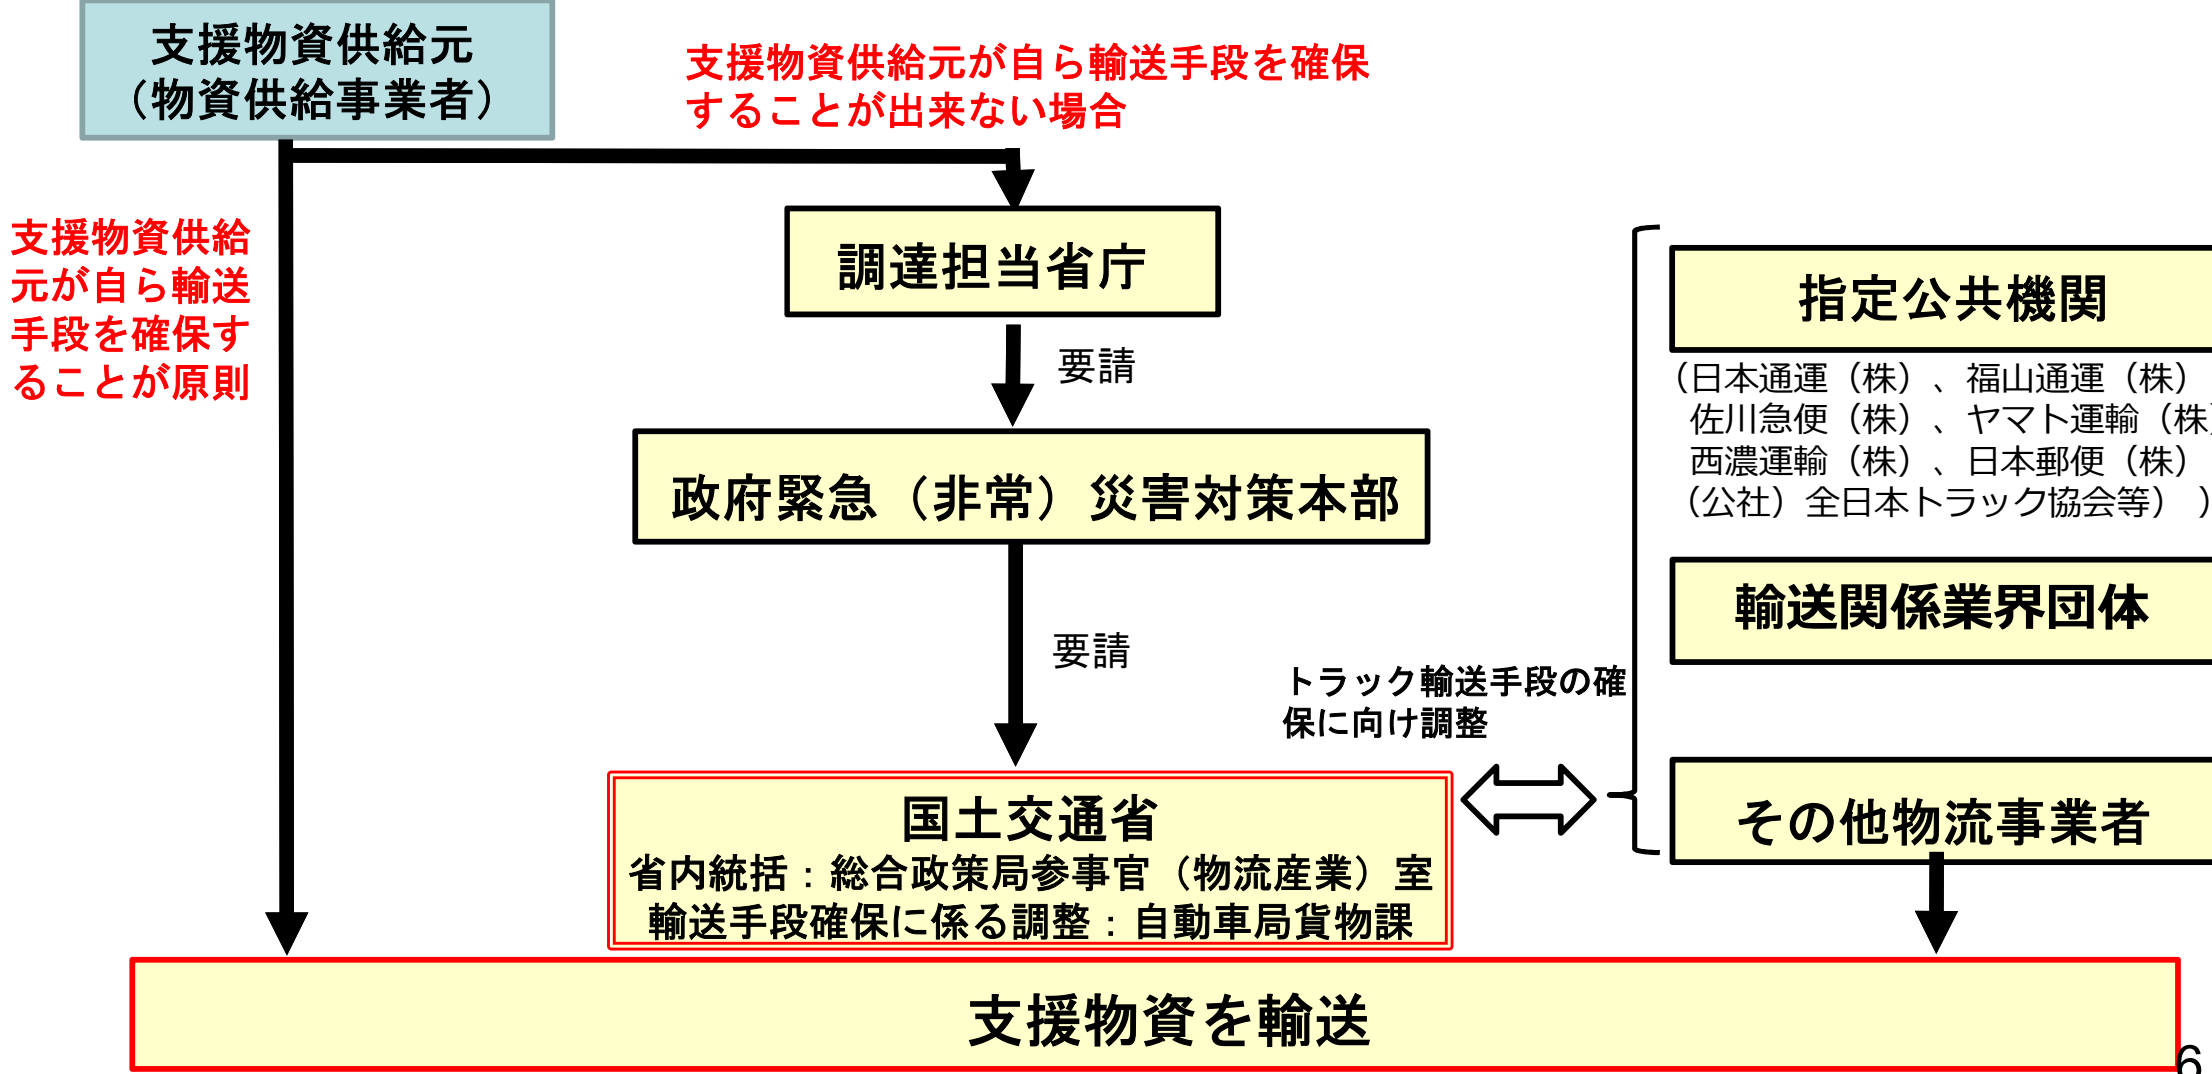 支援物資供給元
（物資供給事業者）
支援物資供給元が自ら輸送手段を確保
することが出来ない場合
支援物資供給
元が自ら輸送
手段を確保す
ることが原則
調達担当省庁
要請
政府緊急（非常）災害対策本部
要請
国土交通省
省内統括：総合政策局参事官（物流産業）室
輸送手段確保に係る調整：自動車局貨物課
トラック輸送手段の確
保に向け調整
指定公共機関
（日本通運（株）、福山通運（株）
佐川急便（株）、ヤマト運輸（株）
西濃運輸（株）、日本郵便（株）
（公社）全日本トラック協会等））
輸送関係業界団体
その他物流事業者
支援物資を輸送
6